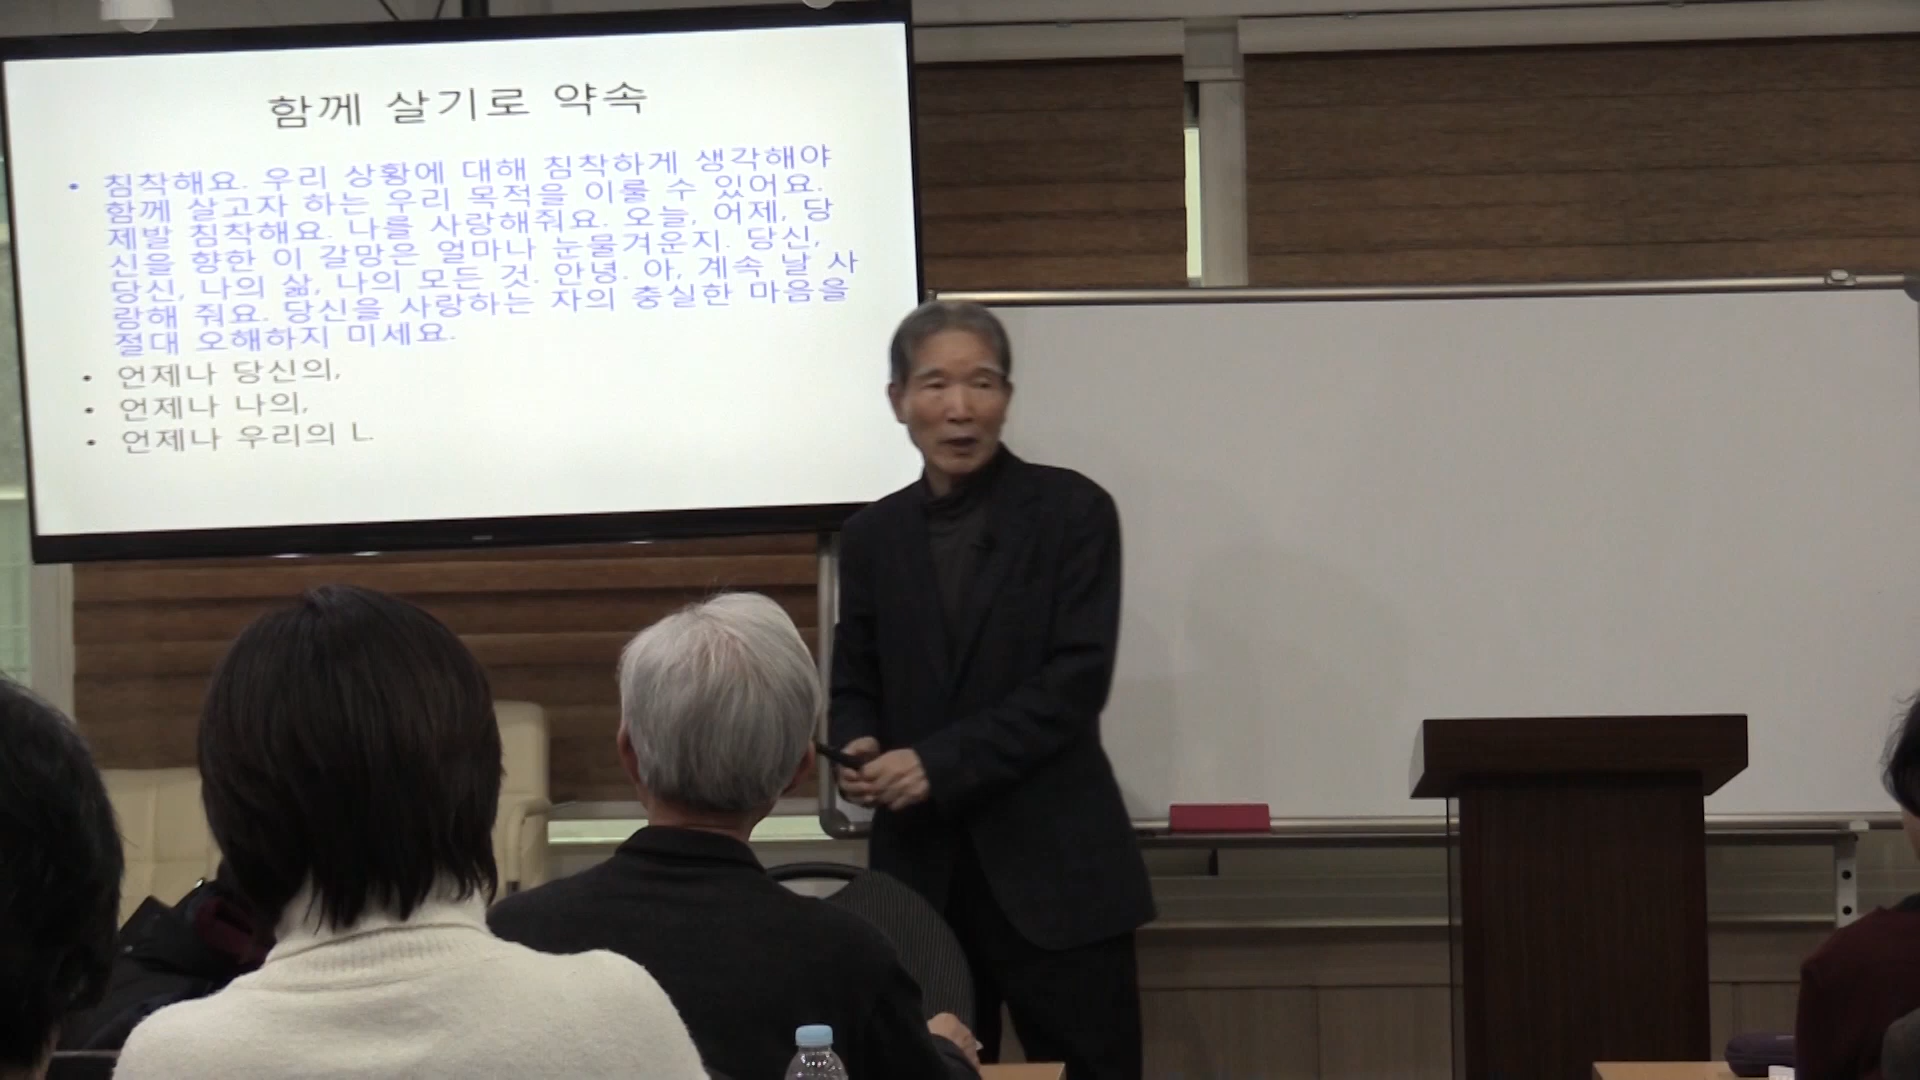 함께 살기로 약속
• 침착해요. 우리 상황에 대해 침착하게 생각해야
함께 살고자 하는 우리 목적을 이룰 수 있어요.
제발 침착해요. 나를 사랑해줘요. 오늘, 어제, 당
신을 향한 이 갈망은 얼마나 눈물겨운지. 당신,
당신, 나의 삶, 나의 모든 것. 안녕. 아, 계속 날 사
랑해 줘요. 당신을 사랑하는 자의 충실한 마음을
절대 오해하지 미세요.
• 언제나 당신의,
• 언제나 나의,
• 언제나 우리의 L.